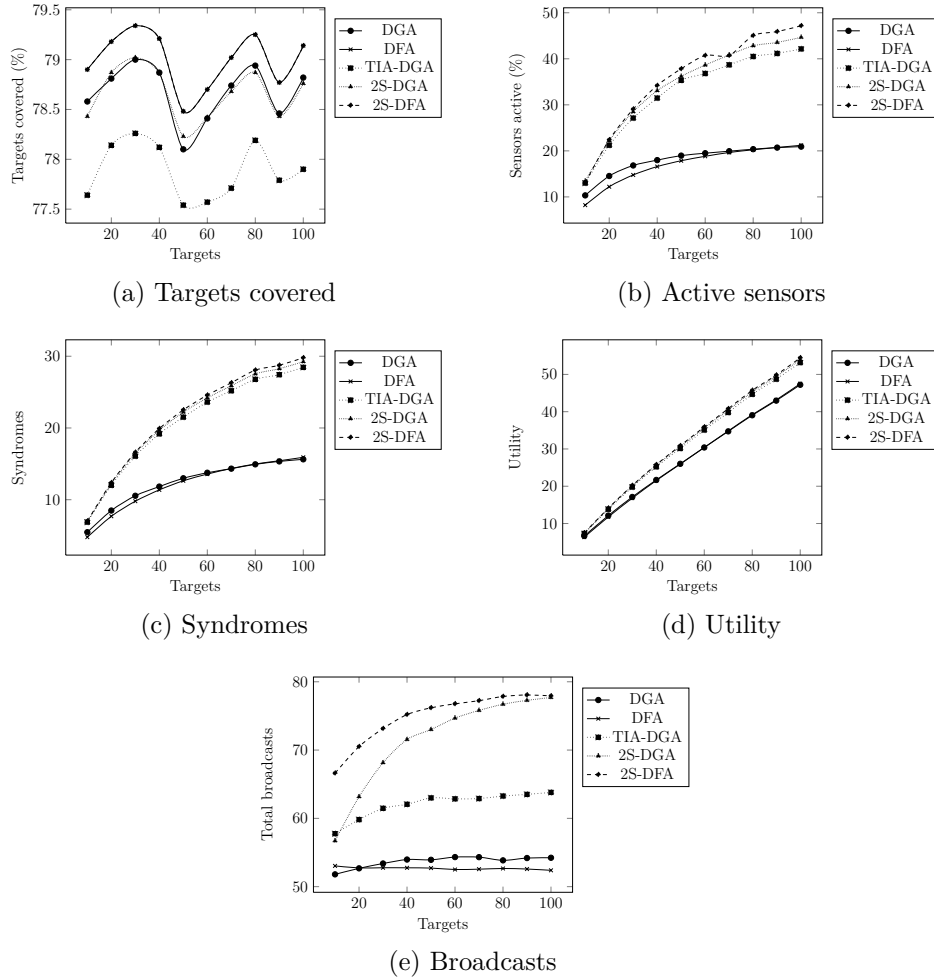 79.5
79
78.5
78
77.5
Targets covered (%)
20 40 60 80 100
Targets
DGA
DFA
TIA-DGA
2S-DGA
2S-DFA
(a) Targets covered
50
40
30
20
10
Sensors active (%)
20 40 60 80 100
Targets
DGA
DFA
TIA-DGA
2S-DGA
2S-DFA
(b) Active sensors
30
20
10
Syndromes
20 40 60 80 100
Targets
DGA
DFA
TIA-DGA
2S-DGA
2S-DFA
(c) Syndromes
50
40
30
20
10
Utility
20 40 60 80 100
Targets
DGA
DFA
TIA-DGA
2S-DGA
2S-DFA
(d) Utility
80
70
60
50
Total broadcasts
20 40 60 80 100
Targets
DGA
DFA
TIA-DGA
2S-DGA
2S-DFA
(e) Broadcasts